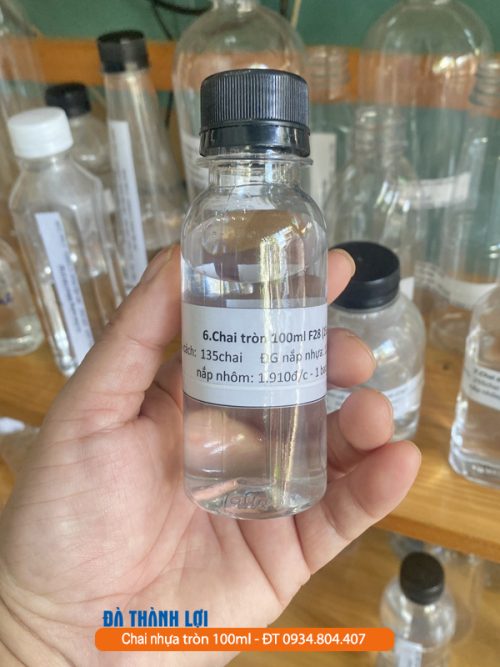 6.Chai tròn 100ml F28
cách: 135chai ĐG nắp nhựa:
nắp nhôm: 1.910đ/c - 1
ĐÀ THÀNH LỢI
Chai nhựa tròn 100ml - ĐT 0934.804.407